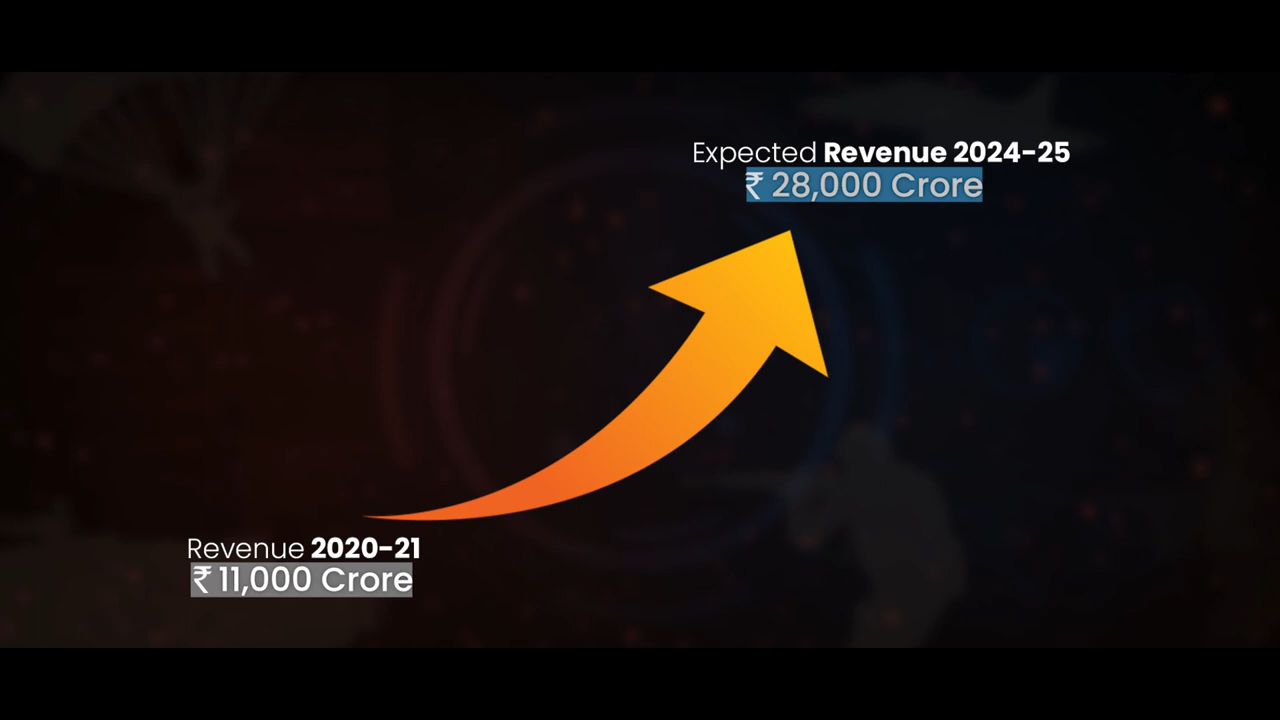 Expected Revenue 2024-25
₹ 28,000 Crore
Revenue 2020-21
₹ 11,000 Crore